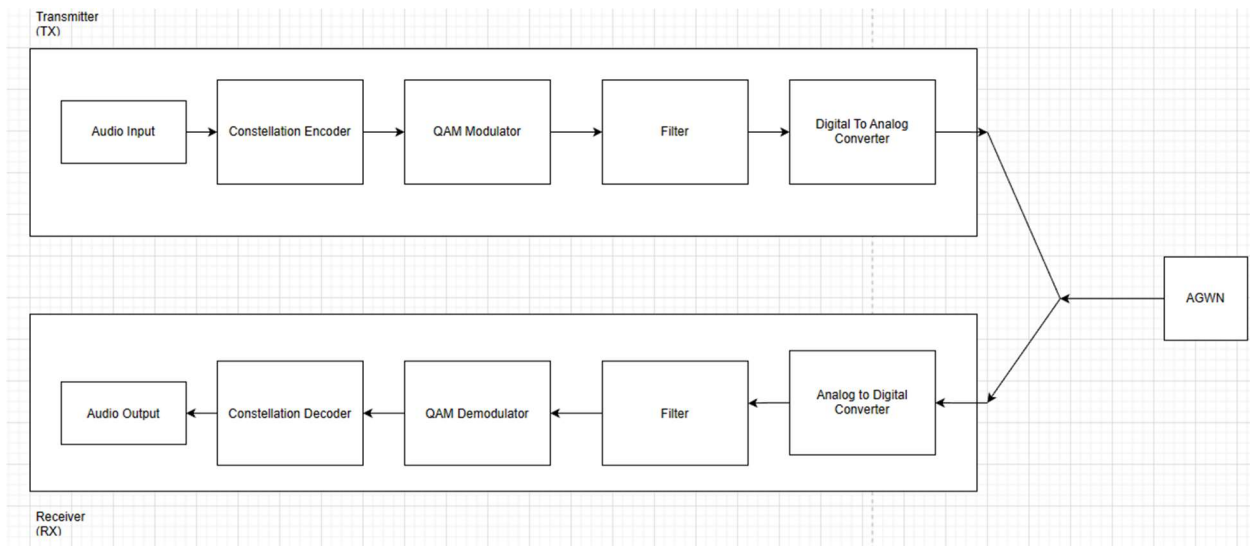 Transmitter
(TX)
Audio Input
Constellation Encoder
QAM Modulator
Filter
Digital To Analog
Converter
AGWN
Audio Output
Constellation Decoder
QAM Demodulator
Filter
Analog to Digital
Converter
Receiver
(RX)